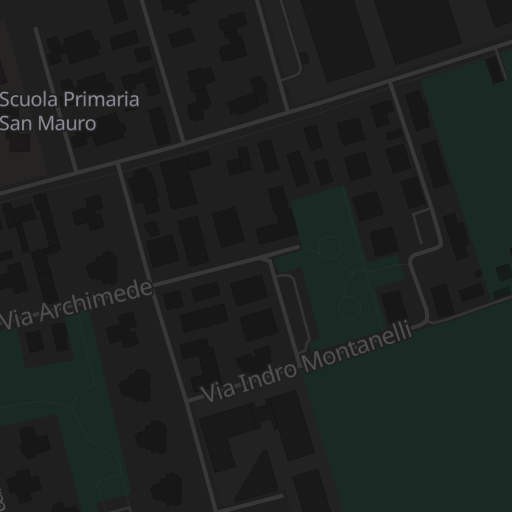 Scuola Primaria
San Mauro
Via Archimede
Via Indro Montanelli